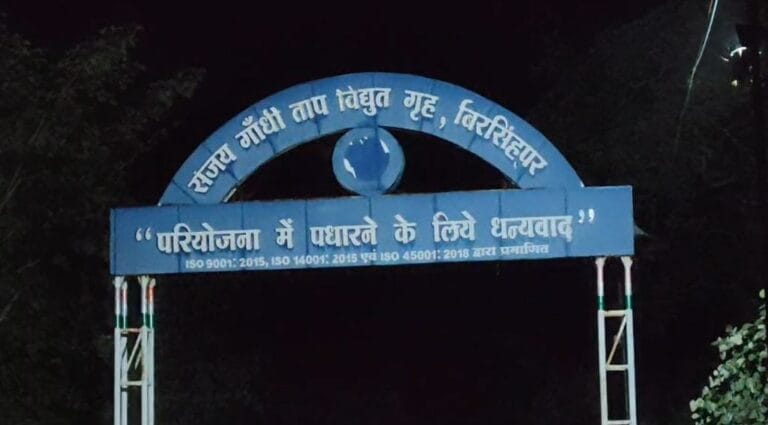 संजय गाँधी ताप विद्युत गृह, बिरसिंहपर
“परियोजना में पधारने के लिये धन्यवाद”
ISO 9001: 2015, ISO 14001: 2015 एवं ISO 45001: 2018 द्वारा प्रमाणित